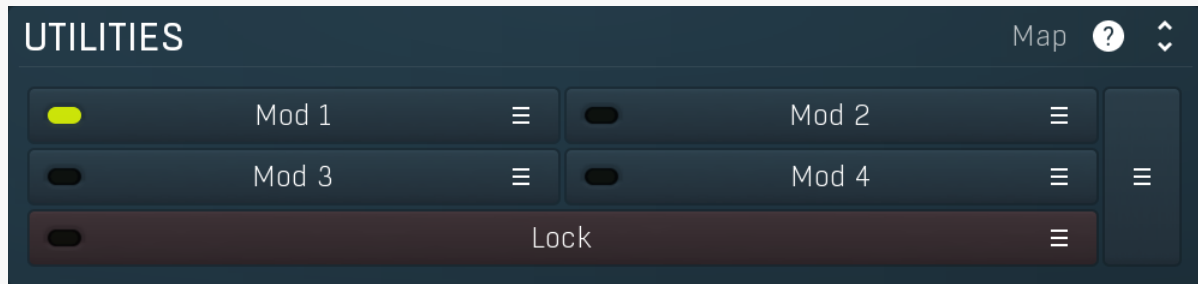 UTILITIES Map ?
Mod 1 Mod 2
Mod 3 Mod 4
Lock